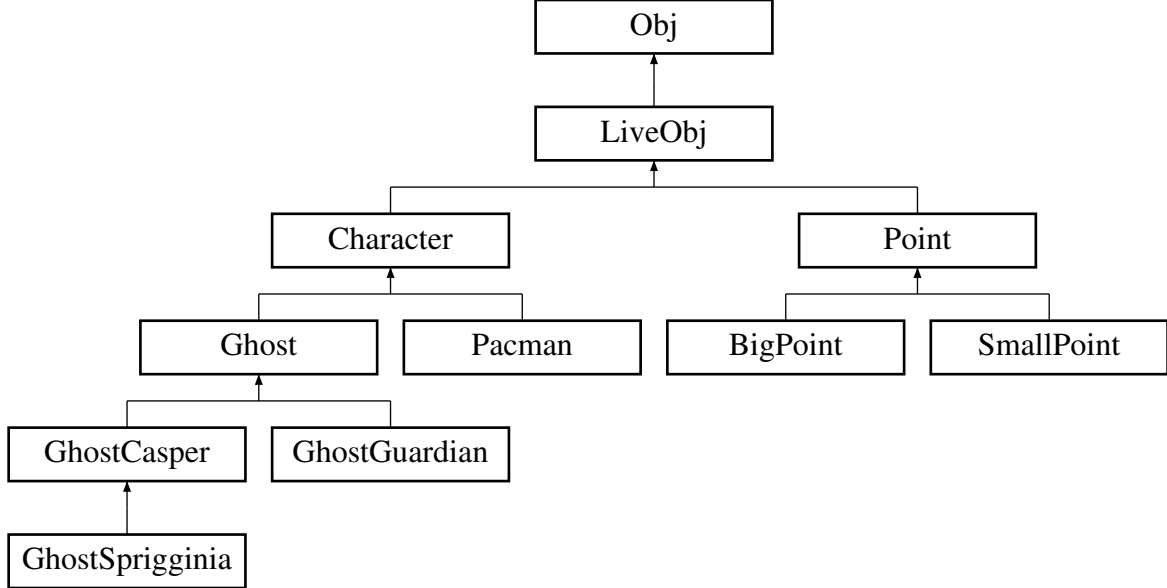 Obj
LiveObj
Character
Point
Ghost
Pacman
BigPoint
SmallPoint
GhostCasper
GhostGuardian
GhostSprigginia